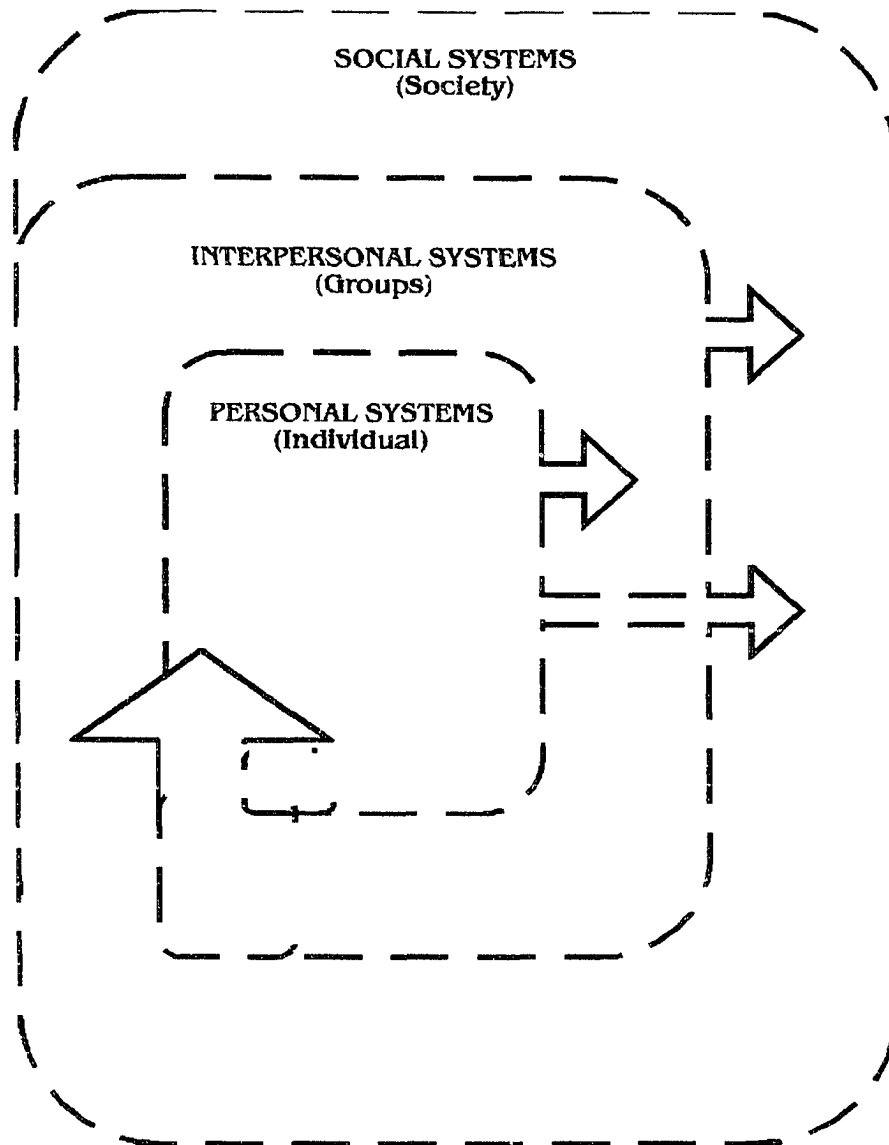 SOCIAL SYSTEMS
(Society)
INTERPERSONAL SYSTEMS
(Groups)
PERSONAL SYSTEMS
(Individual)